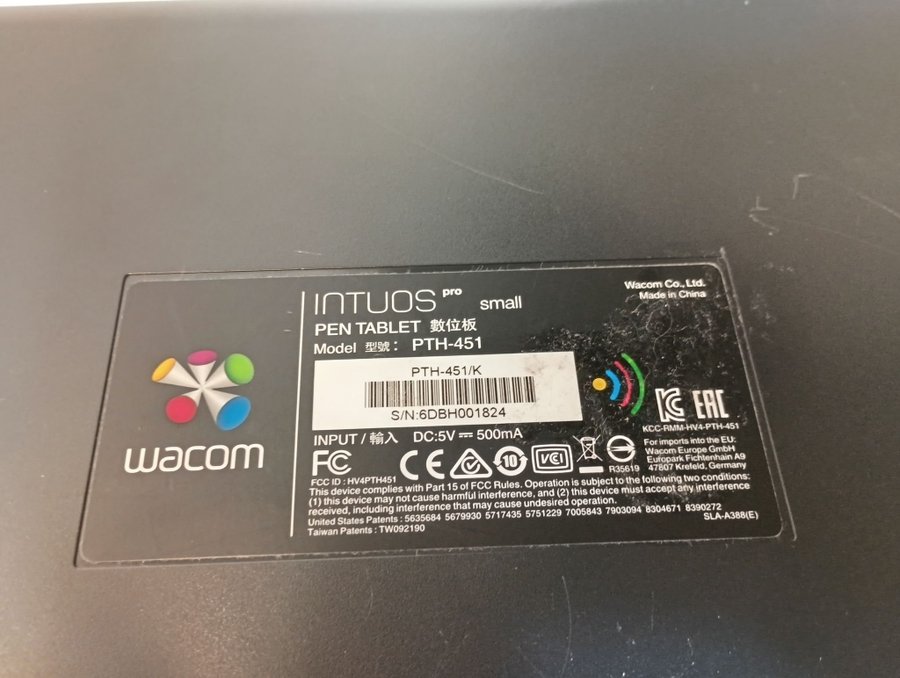 wacom
INTUOS pro small
PEN TABLET 數位板
Model 型號： PTH-451
Wacom Co., Ltd.
Made in China
PTH-451/K
S/N:6DBH001824
INPUT / 輸入 DC:5V⎓500mA
FC
CE
10
VCCI
R35619
KC
EAC
KCC-RMM-HV4-PTH-451
For imports into the EU:
Wacom Europe GmbH
Europark Fichtenhain A9
47807 Krefeld, Germany
FCC ID : HV4PTH451
This device complies with Part 15 of FCC Rules. Operation is subject to the following two conditions:
(1) this device may not cause harmful interference, and (2) this device must accept any interference
received, including interference that may cause undesired operation.
United States Patents : 5635684 5679930 5717435 5751229 7005843 7903094 8304671 8390272
Taiwan Patents : TW092190
SLA-A388(E)